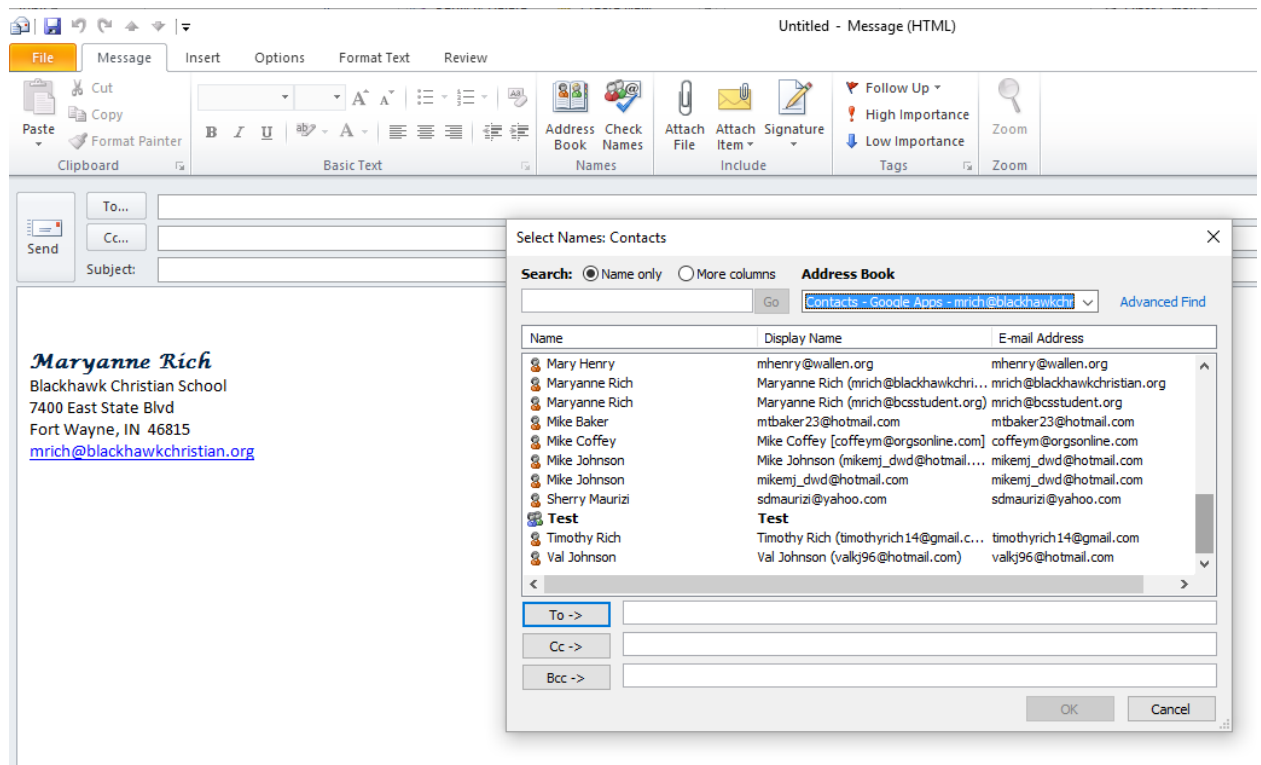 Untitled - Message (HTML)
File Message Insert Options Format Text Review
Paste
Cut
Copy
Format Painter
Clipboard
B I U A
Basic Text
Address Book
Check Names
Names
Attach File
Attach Item
Signature
Include
Follow Up
High Importance
Low Importance
Tags
Zoom
Zoom
Send
To...
Cc...
Subject:
Maryanne Rich
Blackhawk Christian School
7400 East State Blvd
Fort Wayne, IN 46815
mrich@blackhawkchristian.org
Select Names: Contacts
Search: Name only More columns Address Book
Go Contacts - Google Apps - mrich@blackhawkchr Advanced Find
Name Display Name E-mail Address
Mary Henry mhenry@wallen.org mhenry@wallen.org
Maryanne Rich Maryanne Rich (mrich@blackhawkchri... mrich@blackhawkchristian.org
Maryanne Rich Maryanne Rich (mrich@bcsstudent.org) mrich@bcsstudent.org
Mike Baker mtbaker23@hotmail.com mtbaker23@hotmail.com
Mike Coffey Mike Coffey [coffeym@orgsonline.com] coffeym@orgsonline.com
Mike Johnson Mike Johnson (mikemj_dwd@hotmail.... mikemj_dwd@hotmail.com
Mike Johnson mikemj_dwd@hotmail.com mikemj_dwd@hotmail.com
Sherry Maurizi sdmaurizi@yahoo.com sdmaurizi@yahoo.com
Test Test
Timothy Rich Timothy Rich (timothyrich14@gmail.c... timothyrich14@gmail.com
Val Johnson Val Johnson (valkj96@hotmail.com) valkj96@hotmail.com
To ->
Cc ->
Bcc ->
OK Cancel